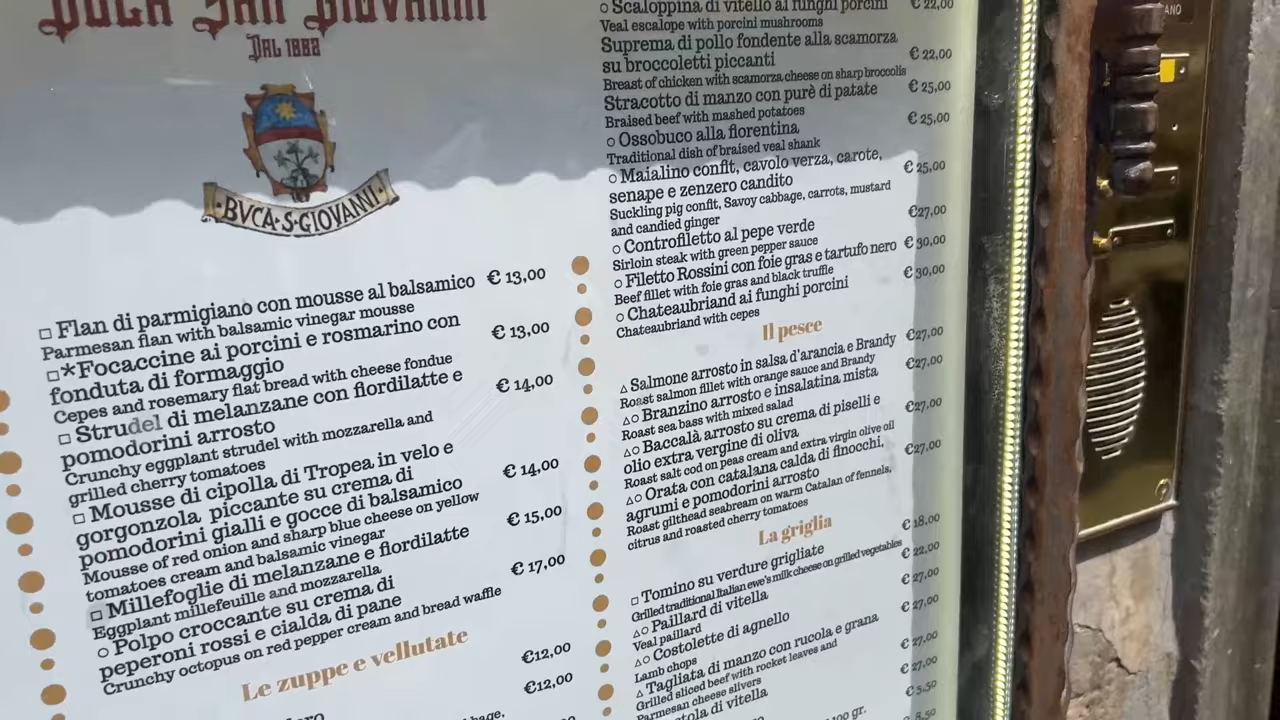 BUCA SAN GIOVANNI
DAL 1882
·BVCA·S·GIOVANNI·
□ Flan di parmigiano con mousse al balsamico € 13,00
Parmesan flan with balsamic vinegar mousse
□*Focaccine ai porcini e rosmarino con € 13,00
fonduta di formaggio
Cepes and rosemary flat bread with cheese fondue
□ Strudel di melanzane con fiordilatte e € 14,00
pomodorini arrosto
Crunchy eggplant strudel with mozzarella and
grilled cherry tomatoes
□ Mousse di cipolla di Tropea in velo e € 14,00
gorgonzola, piccante su crema di
pomodorini gialli e gocce di balsamico
Mousse of red onion and sharp blue cheese on yellow
tomatoes cream and balsamic vinegar
□ Millefoglie di melanzane e fiordilatte € 15,00
Eggplant millefeuille and mozzarella
○ Polpo croccante su crema di € 17,00
peperoni rossi e cialda di pane
Crunchy octopus on red pepper cream and bread waffle
Le zuppe e vellutate
€12,00
€12,00
○ Scaloppina di vitello ai funghi porcini € 22,00
Veal escalope with porcini mushrooms
Suprema di pollo fondente alla scamorza € 22,00
su broccoletti piccanti
Breast of chicken with scamorza cheese on sharp broccolis
Stracotto di manzo con purè di patate € 25,00
Braised beef with mashed potatoes
○ Ossobuco alla fiorentina € 25,00
Traditional dish of braised veal shank
○ Maialino confit, cavolo verza, carote, € 25,00
senape e zenzero candito
Suckling pig confit, Savoy cabbage, carrots, mustard
and candied ginger
○ Controfiletto al pepe verde €27,00
Sirloin steak with green pepper sauce
○ Filetto Rossini con foie gras e tartufo nero € 30,00
Beef fillet with foie gras and black truffle
○ Chateaubriand ai funghi porcini € 30,00
Chateaubriand with cepes
Il pesce
△ Salmone arrosto in salsa d'arancia e Brandy €27,00
Roast salmon fillet with orange sauce and Brandy
△○ Branzino arrosto e insalatina mista €27,00
Roast sea bass with mixed salad
△○ Baccalà arrosto su crema di piselli e €27,00
olio extra vergine di oliva
Roast salt cod on peas cream and extra virgin olive oil
△○ Orata con catalana calda di finocchi, €27,00
agrumi e pomodorini arrosto
Roast gilthead seabream on warm Catalan of fennels,
citrus and roasted cherry tomatoes
La griglia
□ Tomino su verdure grigliate € 18,00
Grilled traditional Italian ewe's milk cheese on grilled vegetables
△○ Paillard di vitella € 22,00
Veal paillard
△○ Costolette di agnello € 27,00
Lamb chops
△ Tagliata di manzo con rucola e grana € 27,00
Grilled sliced beef with rocket leaves and
Parmesan cheese slivers
di vitella € 27,00
€ 27,00
€ 5,50
100 gr.
8,50